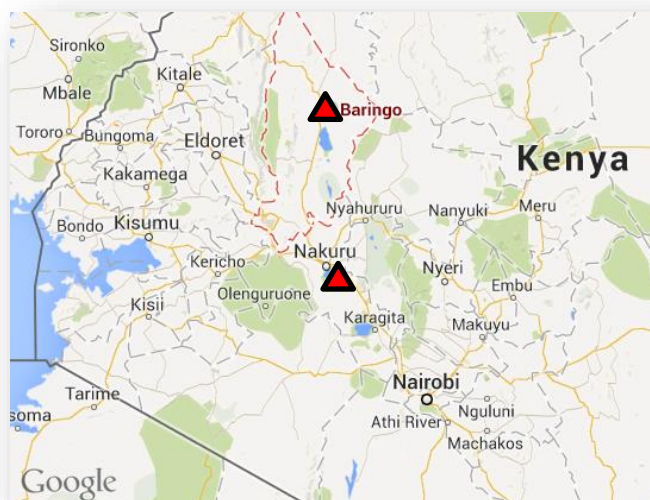 Sironko
Kitale
Mbale
Baringo
Tororo
Bungoma
Eldoret
Kenya
Kakamega
Nyahururu
Nanyuki
Meru
Bondo
Kisumu
Nakuru
Kericho
Nyeri
Embu
Olenguruone
Kisii
Karagita
Makuyu
Nairobi
Tarime
Nguluni
soma
Athi River
Machakos
Google